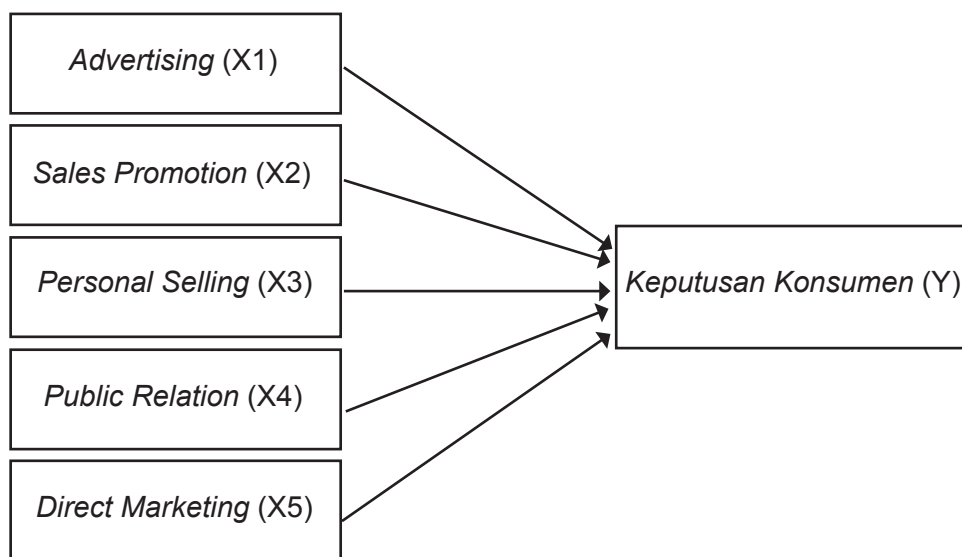 Advertising (X1)
Sales Promotion (X2)
Personal Selling (X3)
Keputusan Konsumen (Y)
Public Relation (X4)
Direct Marketing (X5)